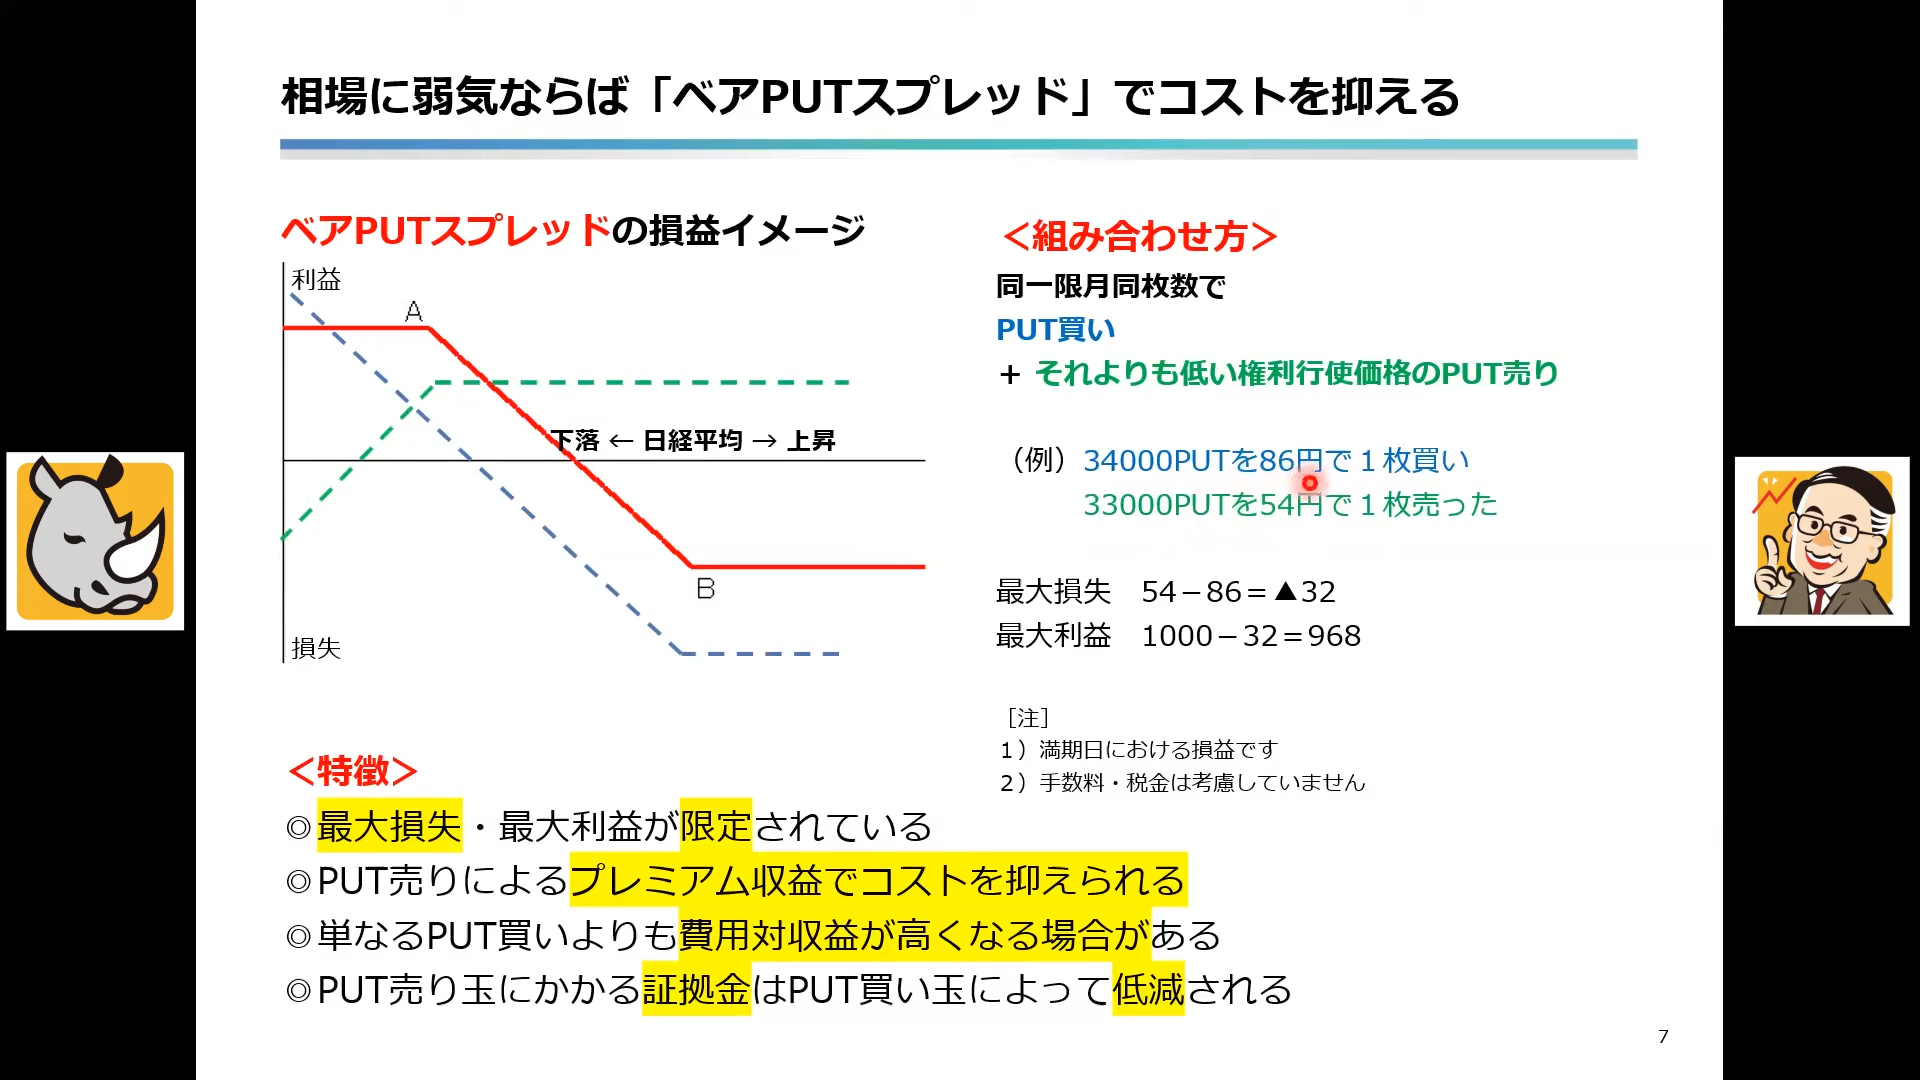 相場に弱気ならば「ベアPUTスプレッド」でコストを抑える
ベアPUTスプレッドの損益イメージ
利益
A
下落 ← 日経平均 → 上昇
B
損失
＜組み合わせ方＞
同一限月同枚数で
PUT買い
＋ それよりも低い権利行使価格のPUT売り
（例）34000PUTを86円で１枚買い
33000PUTを54円で１枚売った
最大損失　54－86＝▲32
最大利益　1000－32＝968
［注］
１）満期日における損益です
２）手数料・税金は考慮していません
＜特徴＞
◎最大損失・最大利益が限定されている
◎PUT売りによるプレミアム収益でコストを抑えられる
◎単なるPUT買いよりも費用対収益が高くなる場合がある
◎PUT売り玉にかかる証拠金はPUT買い玉によって低減される
7